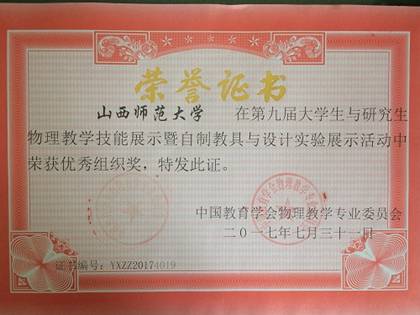 荣誉证书
山西师范大学 在第九届大学生与研究生
物理教学技能展示暨自制教具与设计实验展示活动中
荣获优秀组织奖，特发此证。
中国教育学会物理教学专业委员会
二〇一七年七月三十一日
证书编号：YXZZ20174019